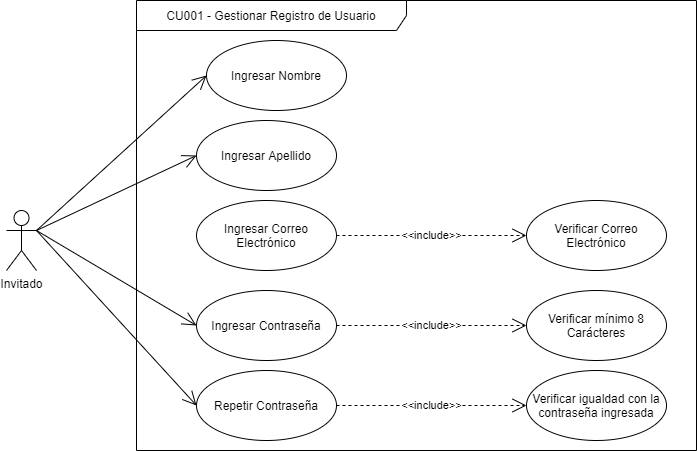 CU001 - Gestionar Registro de Usuario
Ingresar Nombre
Ingresar Apellido
Ingresar Correo
Electrónico
<<include>>
Verificar Correo
Electrónico
Invitado
Ingresar Contraseña
<<include>>
Verificar mínimo 8
Carácteres
Repetir Contraseña
<<include>>
Verificar igualdad con la
contraseña ingresada